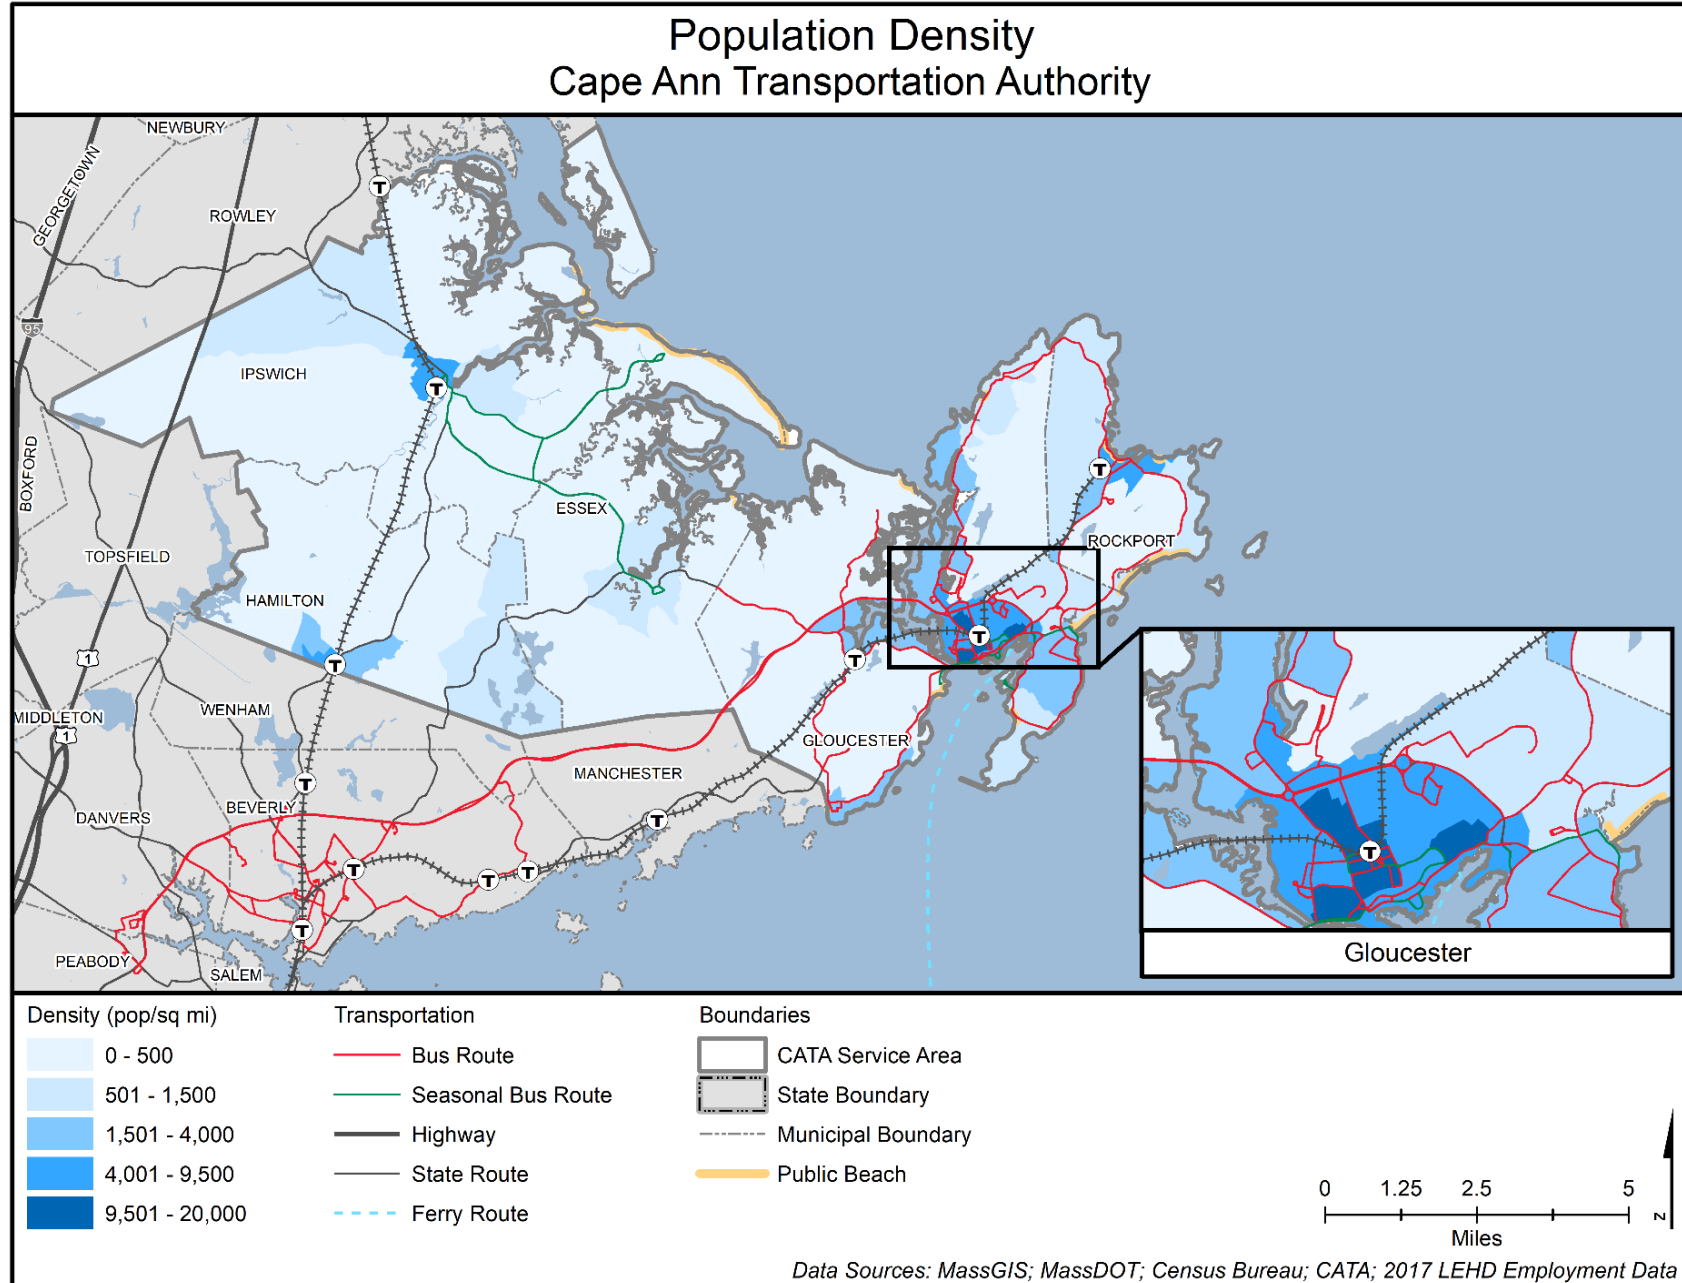 Population Density
Cape Ann Transportation Authority
NEWBURY
GEORGETOWN
ROWLEY
95
IPSWICH
BOXFORD
ESSEX
TOPSFIELD
ROCKPORT
HAMILTON
1
WENHAM
MIDDLETON
1
GLOUCESTER
MANCHESTER
BEVERLY
DANVERS
PEABODY
SALEM
T
T
T
T
T
T
T
T
T
T
T
T
Gloucester
Density (pop/sq mi)
0 - 500
501 - 1,500
1,501 - 4,000
4,001 - 9,500
9,501 - 20,000
Transportation
Bus Route
Seasonal Bus Route
Highway
State Route
Ferry Route
Boundaries
CATA Service Area
State Boundary
Municipal Boundary
Public Beach
0 1.25 2.5 5
Miles
N
Data Sources: MassGIS; MassDOT; Census Bureau; CATA; 2017 LEHD Employment Data